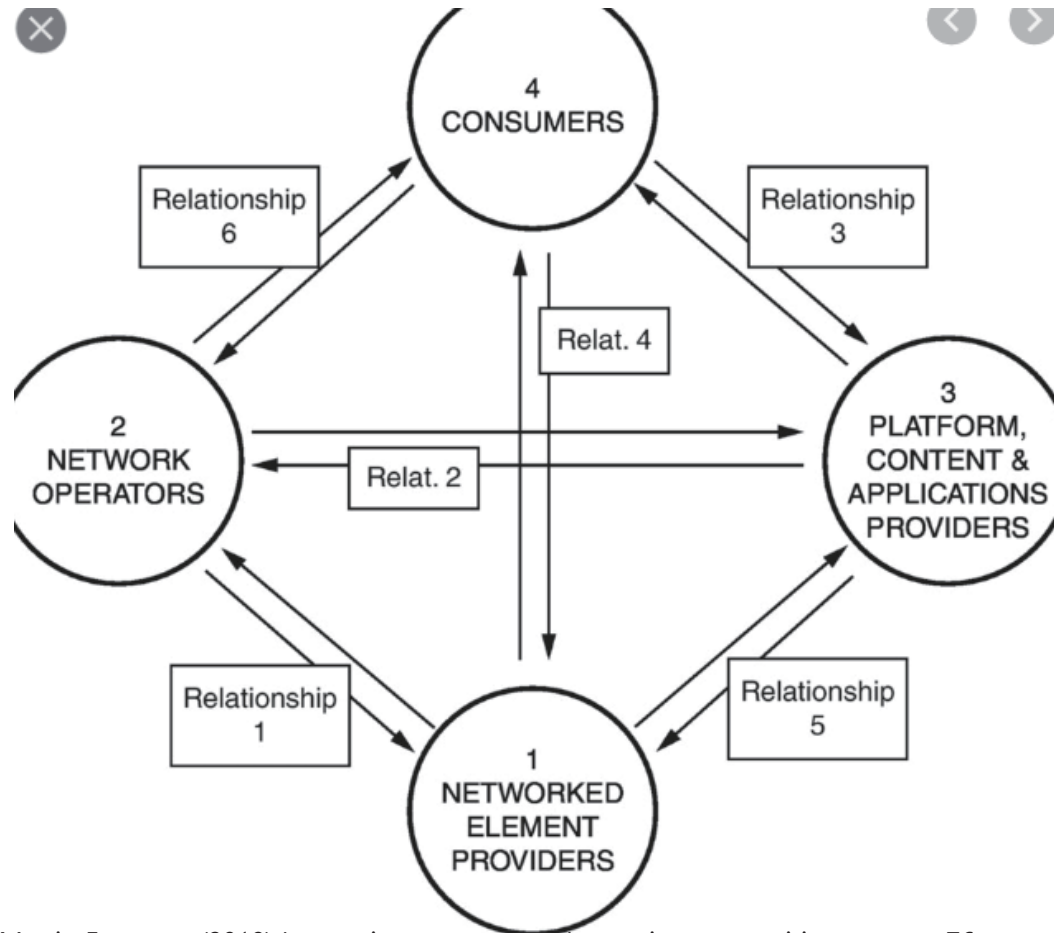 4
CONSUMERS
Relationship
6
Relationship
3
Relat. 4
2
NETWORK
OPERATORS
3
PLATFORM,
CONTENT &
APPLICATIONS
PROVIDERS
Relat. 2
Relationship
1
Relationship
5
1
NETWORKED
ELEMENT
PROVIDERS